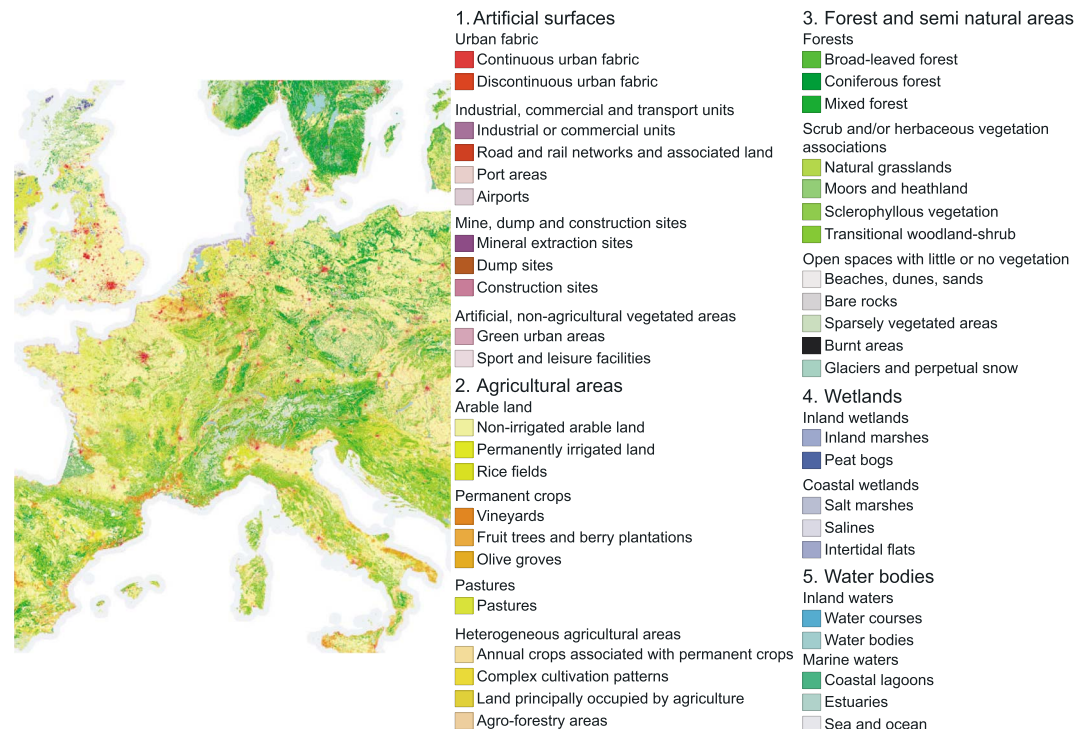 1. Artificial surfaces
Urban fabric
Continuous urban fabric
Discontinuous urban fabric
Industrial, commercial and transport units
Industrial or commercial units
Road and rail networks and associated land
Port areas
Airports
Mine, dump and construction sites
Mineral extraction sites
Dump sites
Construction sites
Artificial, non-agricultural vegetated areas
Green urban areas
Sport and leisure facilities
2. Agricultural areas
Arable land
Non-irrigated arable land
Permanently irrigated land
Rice fields
Permanent crops
Vineyards
Fruit trees and berry plantations
Olive groves
Pastures
Pastures
Heterogeneous agricultural areas
Annual crops associated with permanent crops
Complex cultivation patterns
Land principally occupied by agriculture
Agro-forestry areas
3. Forest and semi natural areas
Forests
Broad-leaved forest
Coniferous forest
Mixed forest
Scrub and/or herbaceous vegetation
associations
Natural grasslands
Moors and heathland
Sclerophyllous vegetation
Transitional woodland-shrub
Open spaces with little or no vegetation
Beaches, dunes, sands
Bare rocks
Sparsely vegetated areas
Burnt areas
Glaciers and perpetual snow
4. Wetlands
Inland wetlands
Inland marshes
Peat bogs
Coastal wetlands
Salt marshes
Salines
Intertidal flats
5. Water bodies
Inland waters
Water courses
Water bodies
Marine waters
Coastal lagoons
Estuaries
Sea and ocean